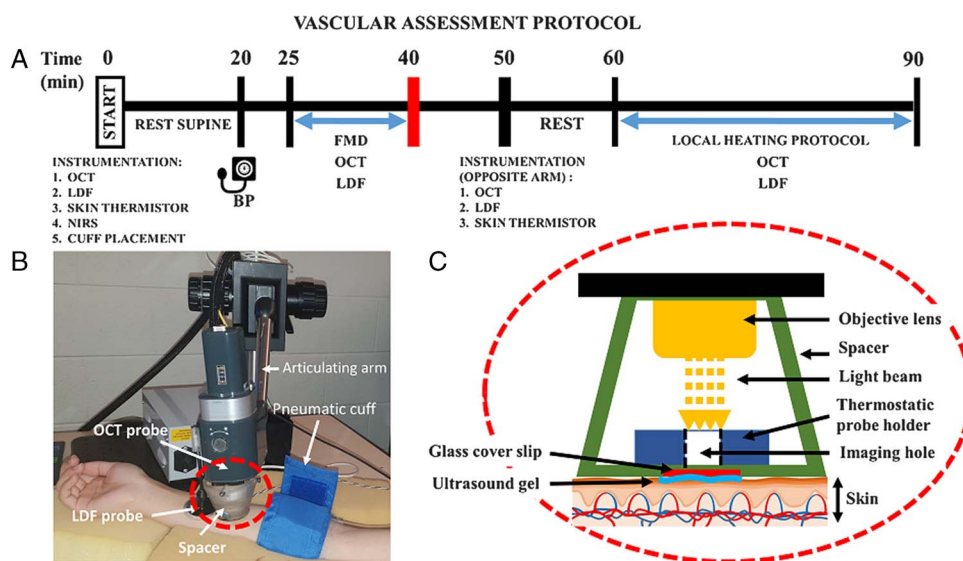 VASCULAR ASSESSMENT PROTOCOL
A
Time
(min)
0
20
25
40
50
60
90
START
REST SUPINE
BP
FMD
OCT
LDF
REST
LOCAL HEATING PROTOCOL
OCT
LDF
INSTRUMENTATION:
1. OCT
2. LDF
3. SKIN THERMISTOR
4. NIRS
5. CUFF PLACEMENT
INSTRUMENTATION
(OPPOSITE ARM) :
1. OCT
2. LDF
3. SKIN THERMISTOR
B
Articulating arm
Pneumatic cuff
OCT probe
LDF probe
Spacer
C
Objective lens
Spacer
Light beam
Thermostatic
probe holder
Imaging hole
Glass cover slip
Ultrasound gel
Skin